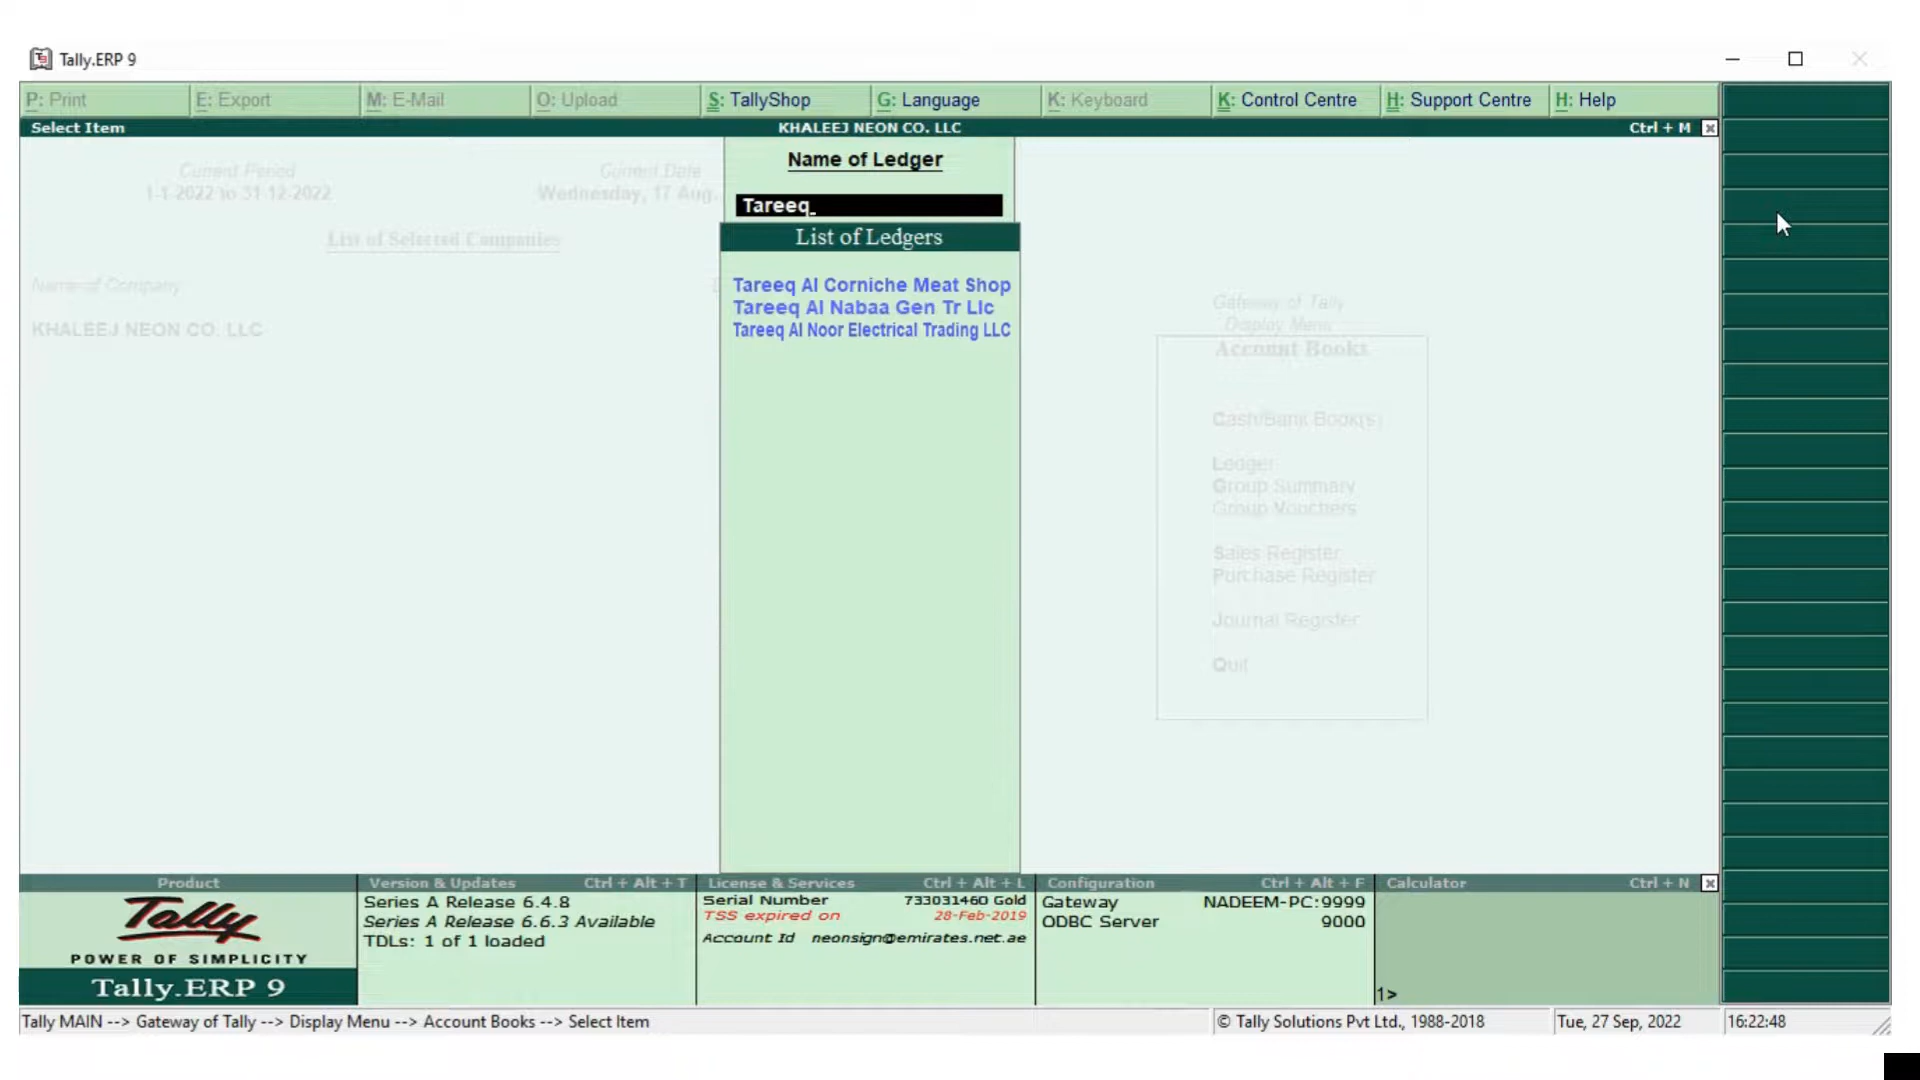 Tally.ERP 9
P: Print
E: Export
M: E-Mail
O: Upload
S: TallyShop
G: Language
K: Keyboard
K: Control Centre
H: Support Centre
H: Help
Select Item
KHALEEJ NEON CO. LLC
Ctrl + M
Current Period
1-1-2022 to 31-12-2022
Current Date
Wednesday, 17 Aug,
List of Selected Companies
Name of Company
KHALEEJ NEON CO. LLC
Name of Ledger
Tareeq
List of Ledgers
Tareeq Al Corniche Meat Shop
Tareeq Al Nabaa Gen Tr Llc
Tareeq Al Noor Electrical Trading LLC
Gateway of Tally
Display Menu
Account Books
Cash/Bank Book(s)
Ledger
Group Summary
Group Vouchers
Sales Register
Purchase Register
Journal Register
Quit
Product
Tally
POWER OF SIMPLICITY
Tally.ERP 9
Version & Updates Ctrl + Alt + T
Series A Release 6.4.8
Series A Release 6.6.3 Available
TDLs: 1 of 1 loaded
License & Services Ctrl + Alt + L
Serial Number 733031460 Gold
TSS expired on 28-Feb-2019
Account Id neonsign@emirates.net.ae
Configuration Ctrl + Alt + F
Gateway NADEEM-PC:9999
ODBC Server 9000
Calculator Ctrl + N
1>
Tally MAIN --> Gateway of Tally --> Display Menu --> Account Books --> Select Item
© Tally Solutions Pvt Ltd., 1988-2018
Tue, 27 Sep, 2022
16:22:48